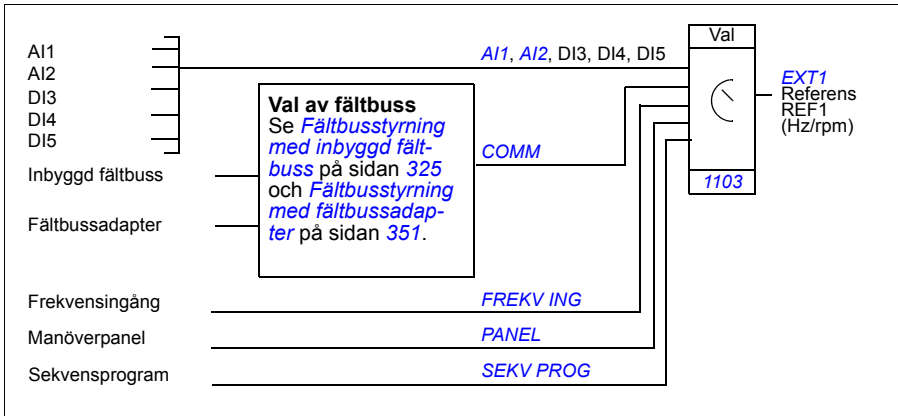 AI1
AI2
DI3
DI4
DI5
Inbyggd fältbuss
Fältbussadapter
Frekvensingång
Manöverpanel
Sekvensprogram
Val av fältbuss
Se Fältbusstyrning
med inbyggd fält-
buss på sidan 325
och Fältbusstyrning
med fältbussadap-
ter på sidan 351.
AI1, AI2, DI3, DI4, DI5
COMM
FREKV ING
PANEL
SEKV PROG
Val
1103
EXT1
Referens
REF1
(Hz/rpm)